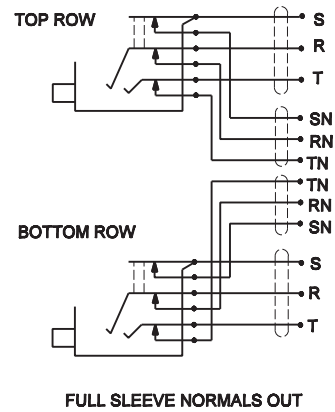 TOP ROW
S
R
T
SN
RN
TN
TN
RN
SN
BOTTOM ROW
S
R
T
FULL SLEEVE NORMALS OUT